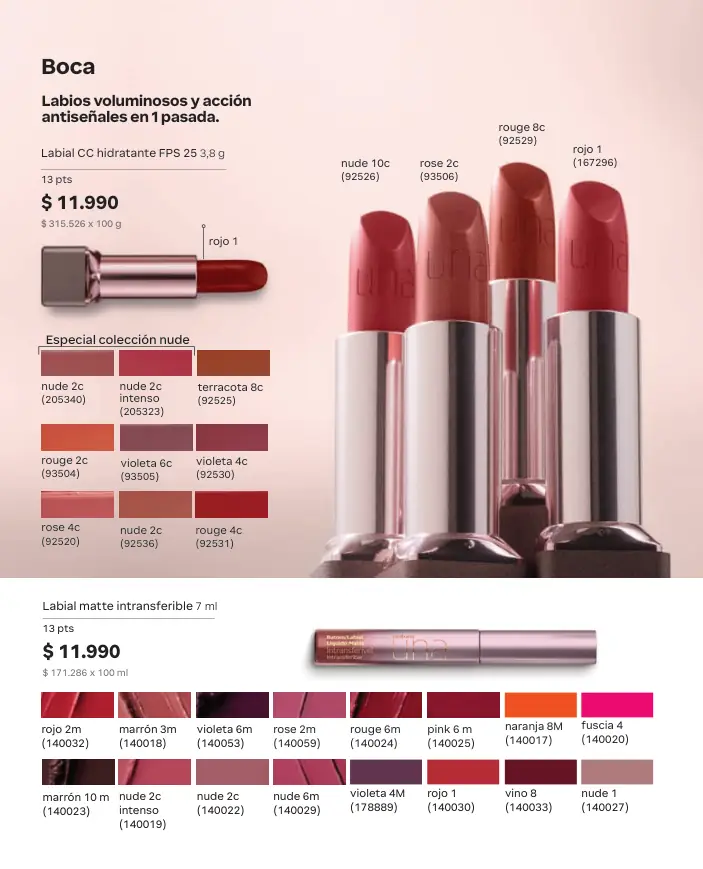 Boca
Labios voluminosos y acción
antiseñales en 1 pasada.
Labial CC hidratante FPS 25 3,8 g
13 pts
$ 11.990
$ 315.526 x 100 g
rojo 1
nude 10c
(92526)
rose 2c
(93506)
rouge 8c
(92529)
rojo 1
(167296)
una
una
una
Especial colección nude
nude 2c
(205340)
nude 2c
intenso
(205323)
terracota 8c
(92525)
rouge 2c
(93504)
violeta 6c
(93505)
violeta 4c
(92530)
rose 4c
(92520)
nude 2c
(92536)
rouge 4c
(92531)
Labial matte intransferible 7 ml
13 pts
$ 11.990
$ 171.286 x 100 ml
una
rojo 2m
(140032)
marrón 3m
(140018)
violeta 6m
(140053)
rose 2m
(140059)
rouge 6m
(140024)
pink 6 m
(140025)
naranja 8M
(140017)
fuscia 4
(140020)
marrón 10 m
(140023)
nude 2c
intenso
(140019)
nude 2c
(140022)
nude 6m
(140029)
violeta 4M
(178889)
rojo 1
(140030)
vino 8
(140033)
nude 1
(140027)